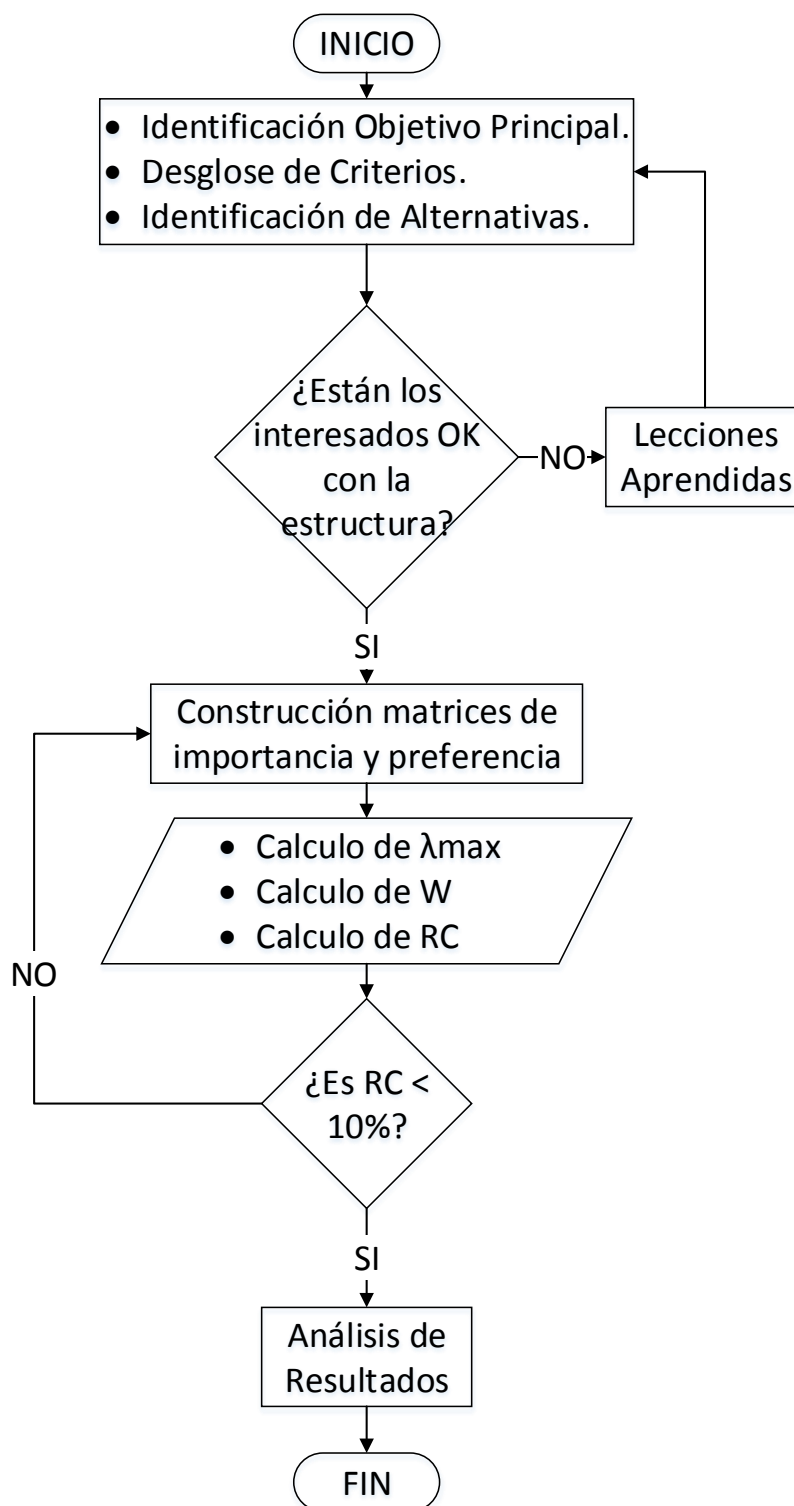 INICIO
• Identificación Objetivo Principal.
• Desglose de Criterios.
• Identificación de Alternativas.
¿Están los
interesados OK
con la
estructura?
NO
Lecciones
Aprendidas
SI
Construcción matrices de
importancia y preferencia
• Calculo de λmax
• Calculo de W
• Calculo de RC
NO
¿Es RC <
10%?
SI
Análisis de
Resultados
FIN